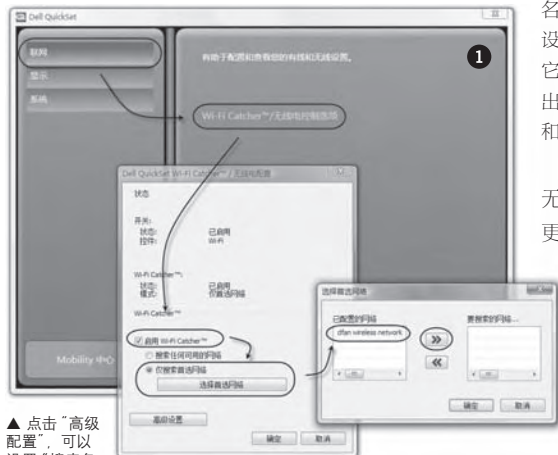 Dell QuickSet
联网
显示
系统
有助于配置和查看您的有线和无线设置。
1
Wi-Fi Catcher™/无线电控制选项
Mobility 中心
Dell QuickSet Wi-Fi Catcher™ / 无线电配置
状态
开关:
状态: 已启用
控件: Wi-Fi
Wi-Fi Catcher™:
状态: 已启用
模式: 仅首选网络
Wi-Fi Catcher™
启用 Wi-Fi Catcher™
搜索任何可用的网络
仅搜索首选网络
选择首选网络
高级设置
确定 取消
选择首选网络
已配置的网络
要搜索的网络...
dfan wireless network
>>
<<
确定 取消
▲ 点击“高级
配置”,可以
名
设
它
出
和
无
更